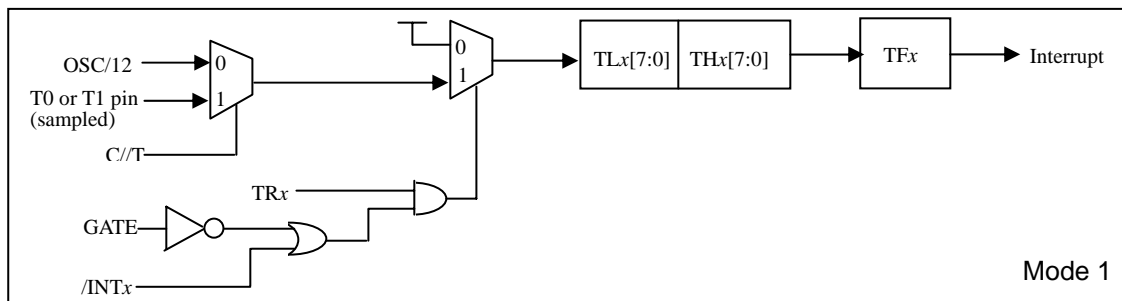 0
OSC/12
0
TLx[7:0]
THx[7:0]
TFx
Interrupt
1
T0 or T1 pin
(sampled)
1
C//T
TRx
GATE
/INTx
Mode 1